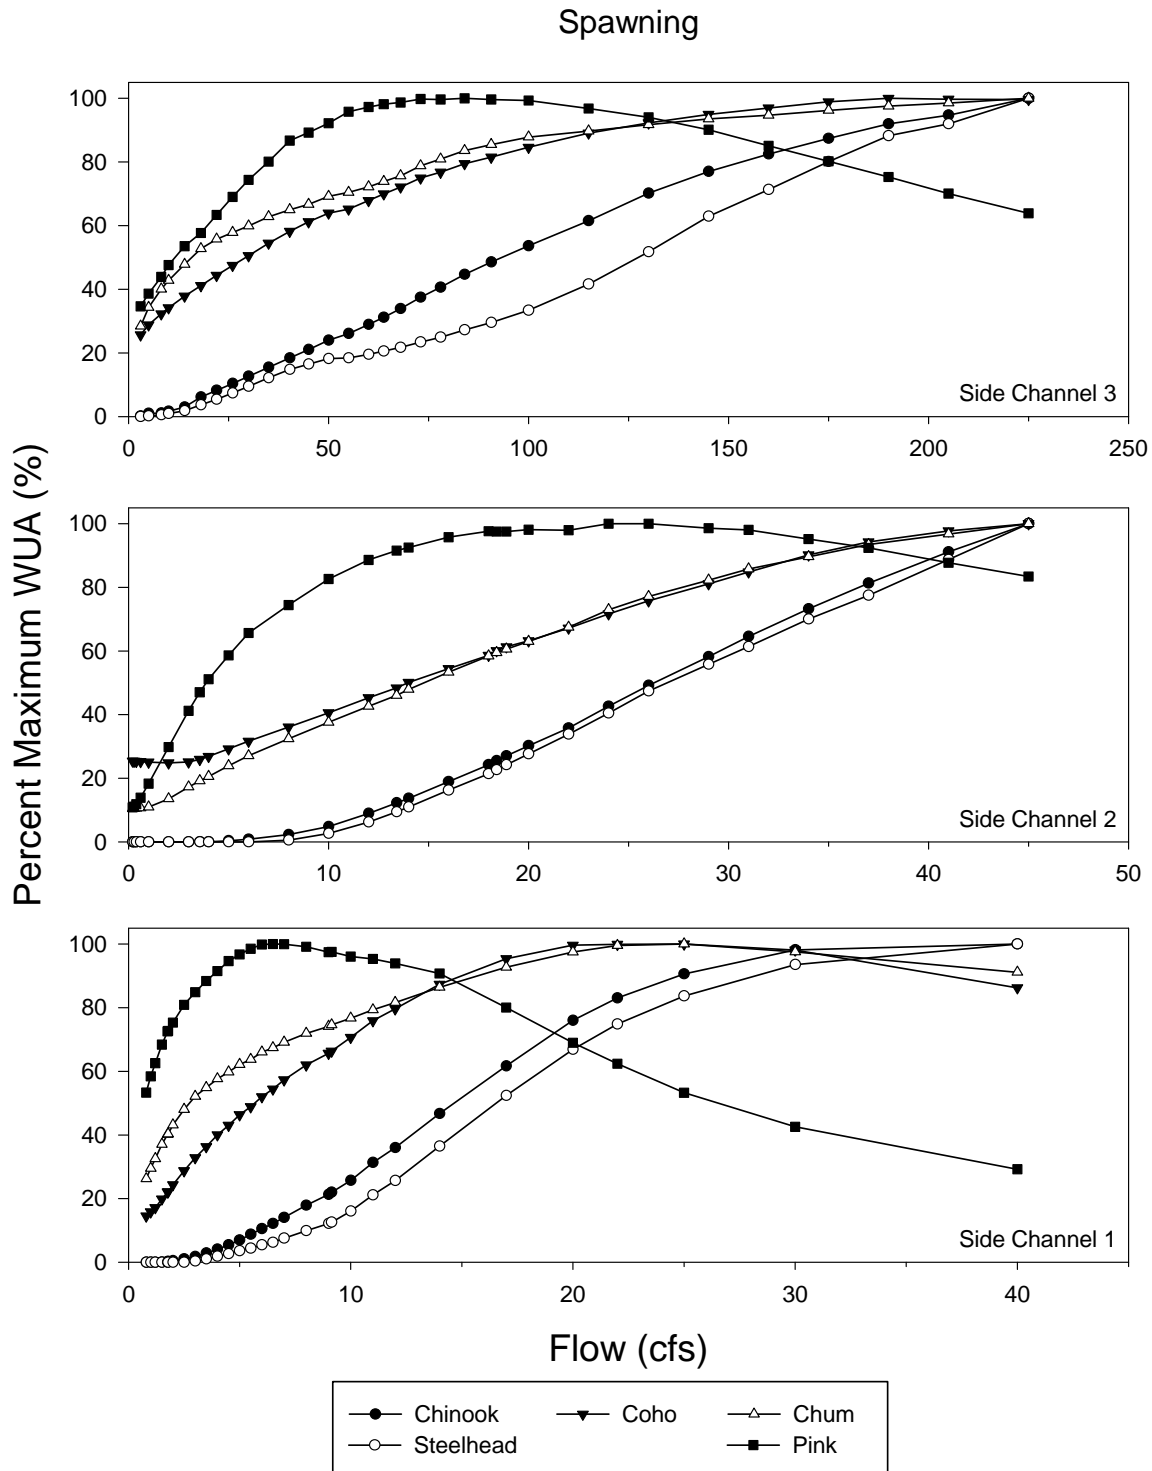 Spawning
100
80
60
40
20
0
Side Channel 3
0 50 100 150 200 250
100
80
60
40
20
0
Side Channel 2
0 10 20 30 40 50
100
80
60
40
20
0
Side Channel 1
0 10 20 30 40
Percent Maximum WUA (%)
Flow (cfs)
Chinook Coho Chum
Steelhead Pink